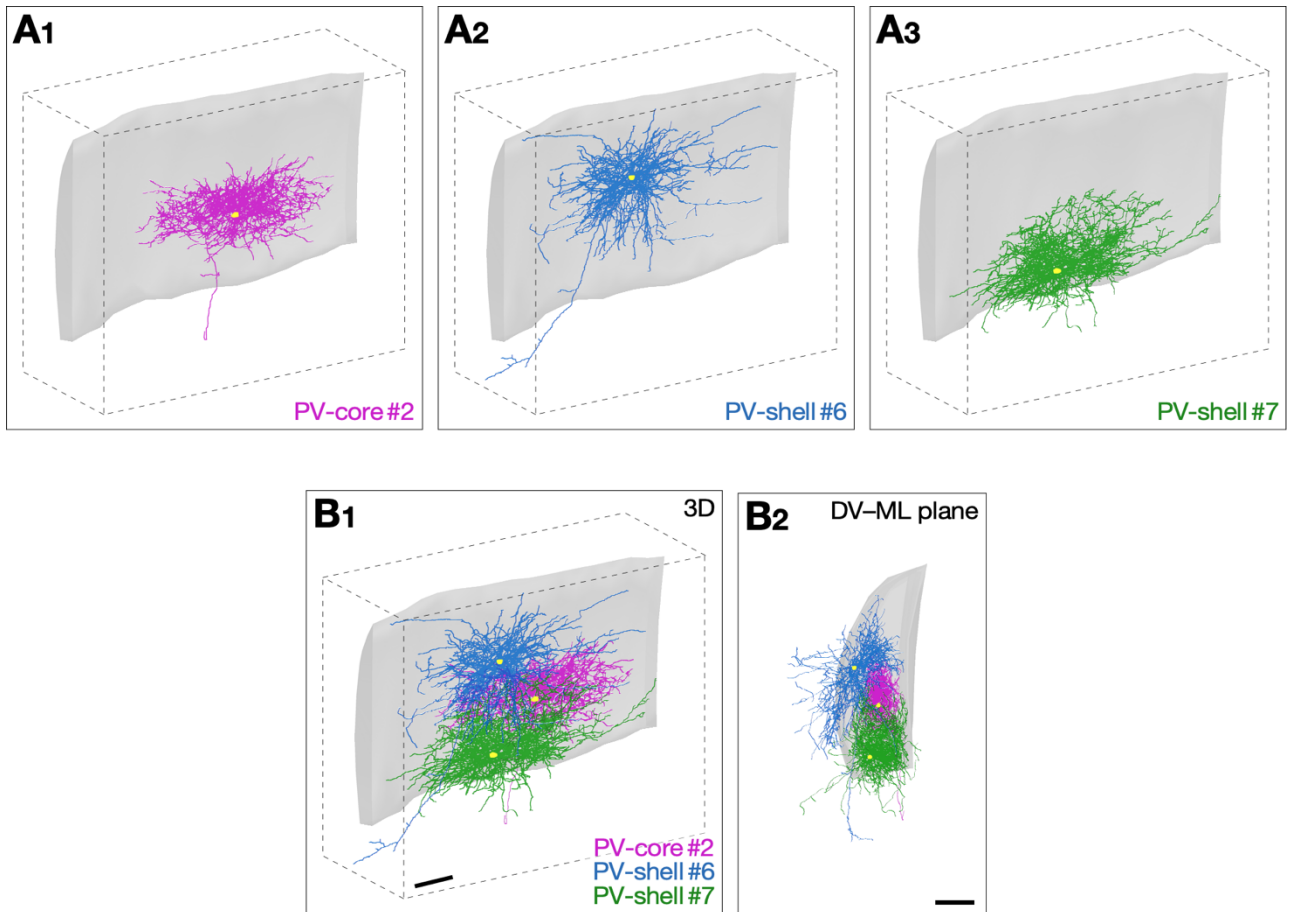 A1
PV-core #2
A2
PV-shell #6
A3
PV-shell #7
B1
3D
PV-core #2
PV-shell #6
PV-shell #7
B2
DV–ML plane